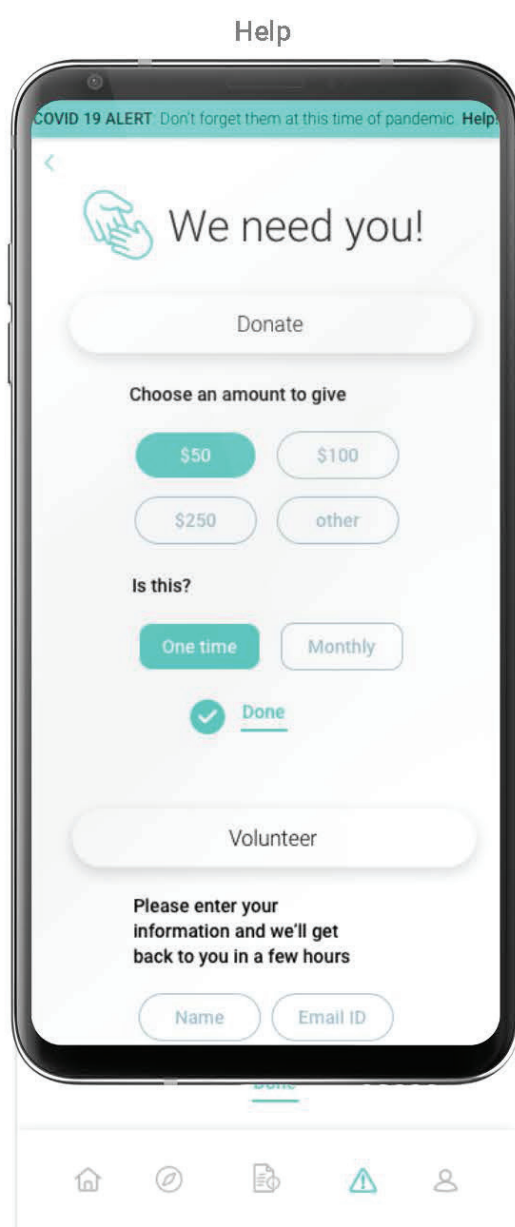 Help
COVID 19 ALERT Don't forget them at this time of pandemic. Help!
We need you!
Donate
Choose an amount to give
$50 $100
$250 other
Is this?
One time Monthly
Done
Volunteer
Please enter your
information and we'll get
back to you in a few hours
Name Email ID
Done